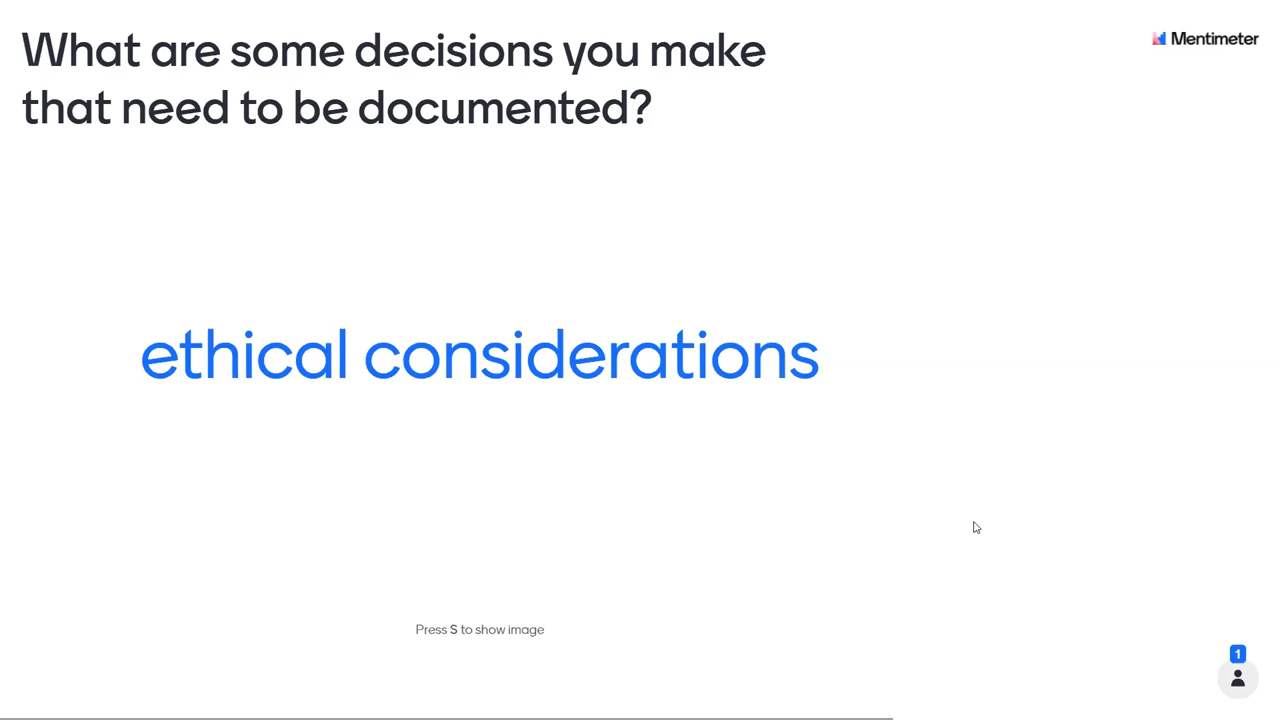 What are some decisions you make
that need to be documented?
Mentimeter
ethical considerations
Press S to show image
1